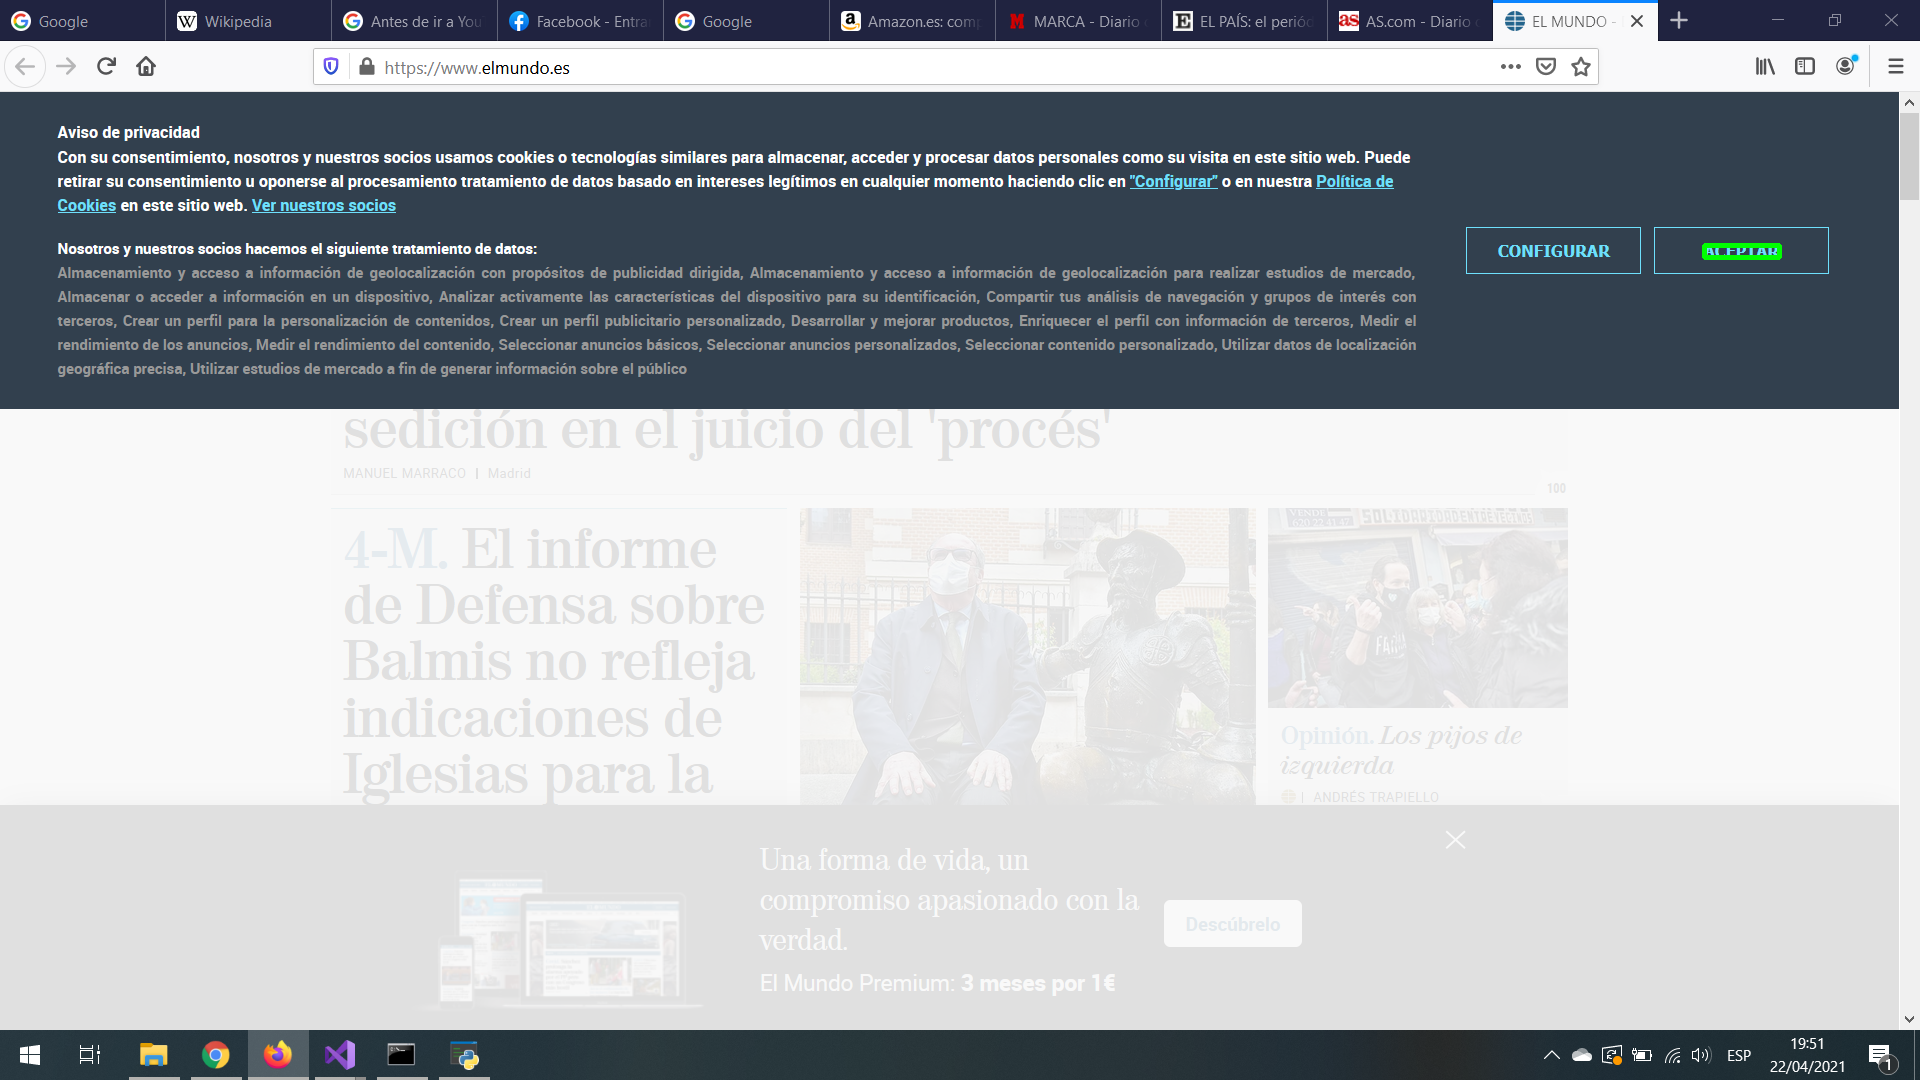 Google
Wikipedia
Antes de ir a You
Facebook - Entra
Google
Amazon.es: comp
MARCA - Diario
EL PAÍS: el periód
AS.com - Diario
EL MUNDO -
https://www.elmundo.es
Aviso de privacidad
Con su consentimiento, nosotros y nuestros socios usamos cookies o tecnologías similares para almacenar, acceder y procesar datos personales como su visita en este sitio web. Puede
retirar su consentimiento u oponerse al procesamiento tratamiento de datos basado en intereses legítimos en cualquier momento haciendo clic en "Configurar" o en nuestra Política de
Cookies en este sitio web. Ver nuestros socios
Nosotros y nuestros socios hacemos el siguiente tratamiento de datos:
Almacenamiento y acceso a información de geolocalización con propósitos de publicidad dirigida, Almacenamiento y acceso a información de geolocalización para realizar estudios de mercado,
Almacenar o acceder a información en un dispositivo, Analizar activamente las características del dispositivo para su identificación, Compartir tus análisis de navegación y grupos de interés con
terceros, Crear un perfil para la personalización de contenidos, Crear un perfil publicitario personalizado, Desarrollar y mejorar productos, Enriquecer el perfil con información de terceros, Medir el
rendimiento de los anuncios, Medir el rendimiento del contenido, Seleccionar anuncios básicos, Seleccionar anuncios personalizados, Seleccionar contenido personalizado, Utilizar datos de localización
geográfica precisa, Utilizar estudios de mercado a fin de generar información sobre el público
CONFIGURAR
ACEPTAR
sedición en el juicio del 'procés'
MANUEL MARRACO | Madrid
100
4-M. El informe
de Defensa sobre
Balmis no refleja
indicaciones de
Iglesias para la
Opinión. Los pijos de
izquierda
| ANDRÉS TRAPIELLO
Una forma de vida, un
compromiso apasionado con la
verdad.
El Mundo Premium: 3 meses por 1€
Descúbrelo
ESP
19:51
22/04/2021
1